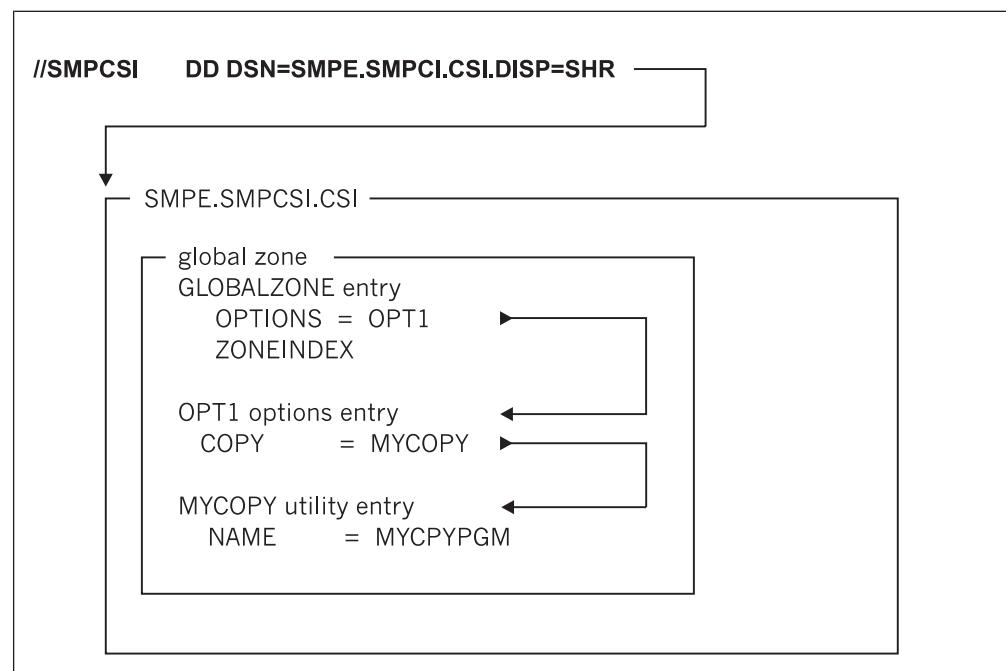 //SMPCSI DD DSN=SMPE.SMPCI.CSI.DISP=SHR
SMPE.SMPCSI.CSI
global zone
GLOBALZONE entry
OPTIONS = OPT1
ZONEINDEX
OPT1 options entry
COPY = MYCOPY
MYCOPY utility entry
NAME = MYCPYPGM